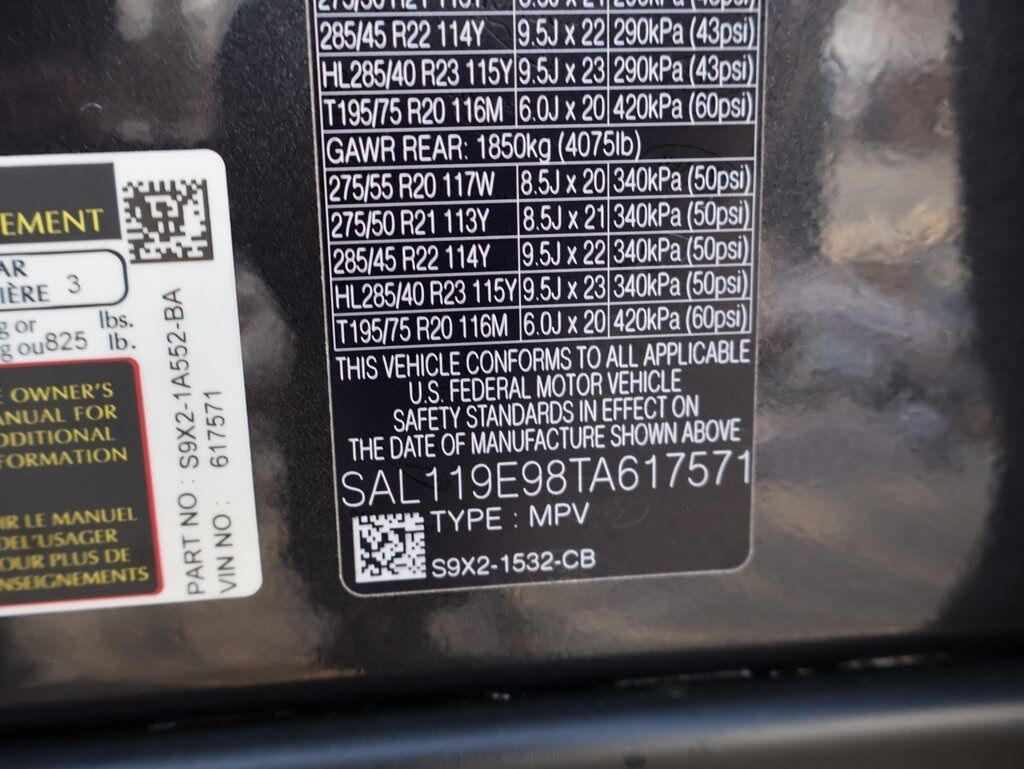 EMENT
AR
IÈRE 3
g or lbs.
g ou 825 lb.
E OWNER'S
ANUAL FOR
DDITIONAL
FORMATION
IR LE MANUEL
DEL'USAGER
OUR PLUS DE
NSEIGNEMENTS
PART NO : S9X2-1A552-BA
VIN NO : 617571
285/45 R22 114Y 9.5J x 22 290kPa (43psi)
HL285/40 R23 115Y 9.5J x 23 290kPa (43psi)
T195/75 R20 116M 6.0J x 20 420kPa (60psi)
GAWR REAR: 1850kg (4075lb)
275/55 R20 117W 8.5J x 20 340kPa (50psi)
275/50 R21 113Y 8.5J x 21 340kPa (50psi)
285/45 R22 114Y 9.5J x 22 340kPa (50psi)
HL285/40 R23 115Y 9.5J x 23 340kPa (50psi)
T195/75 R20 116M 6.0J x 20 420kPa (60psi)
THIS VEHICLE CONFORMS TO ALL APPLICABLE
U.S. FEDERAL MOTOR VEHICLE
SAFETY STANDARDS IN EFFECT ON
THE DATE OF MANUFACTURE SHOWN ABOVE
SAL119E98TA617571
TYPE : MPV
S9X2-1532-CB